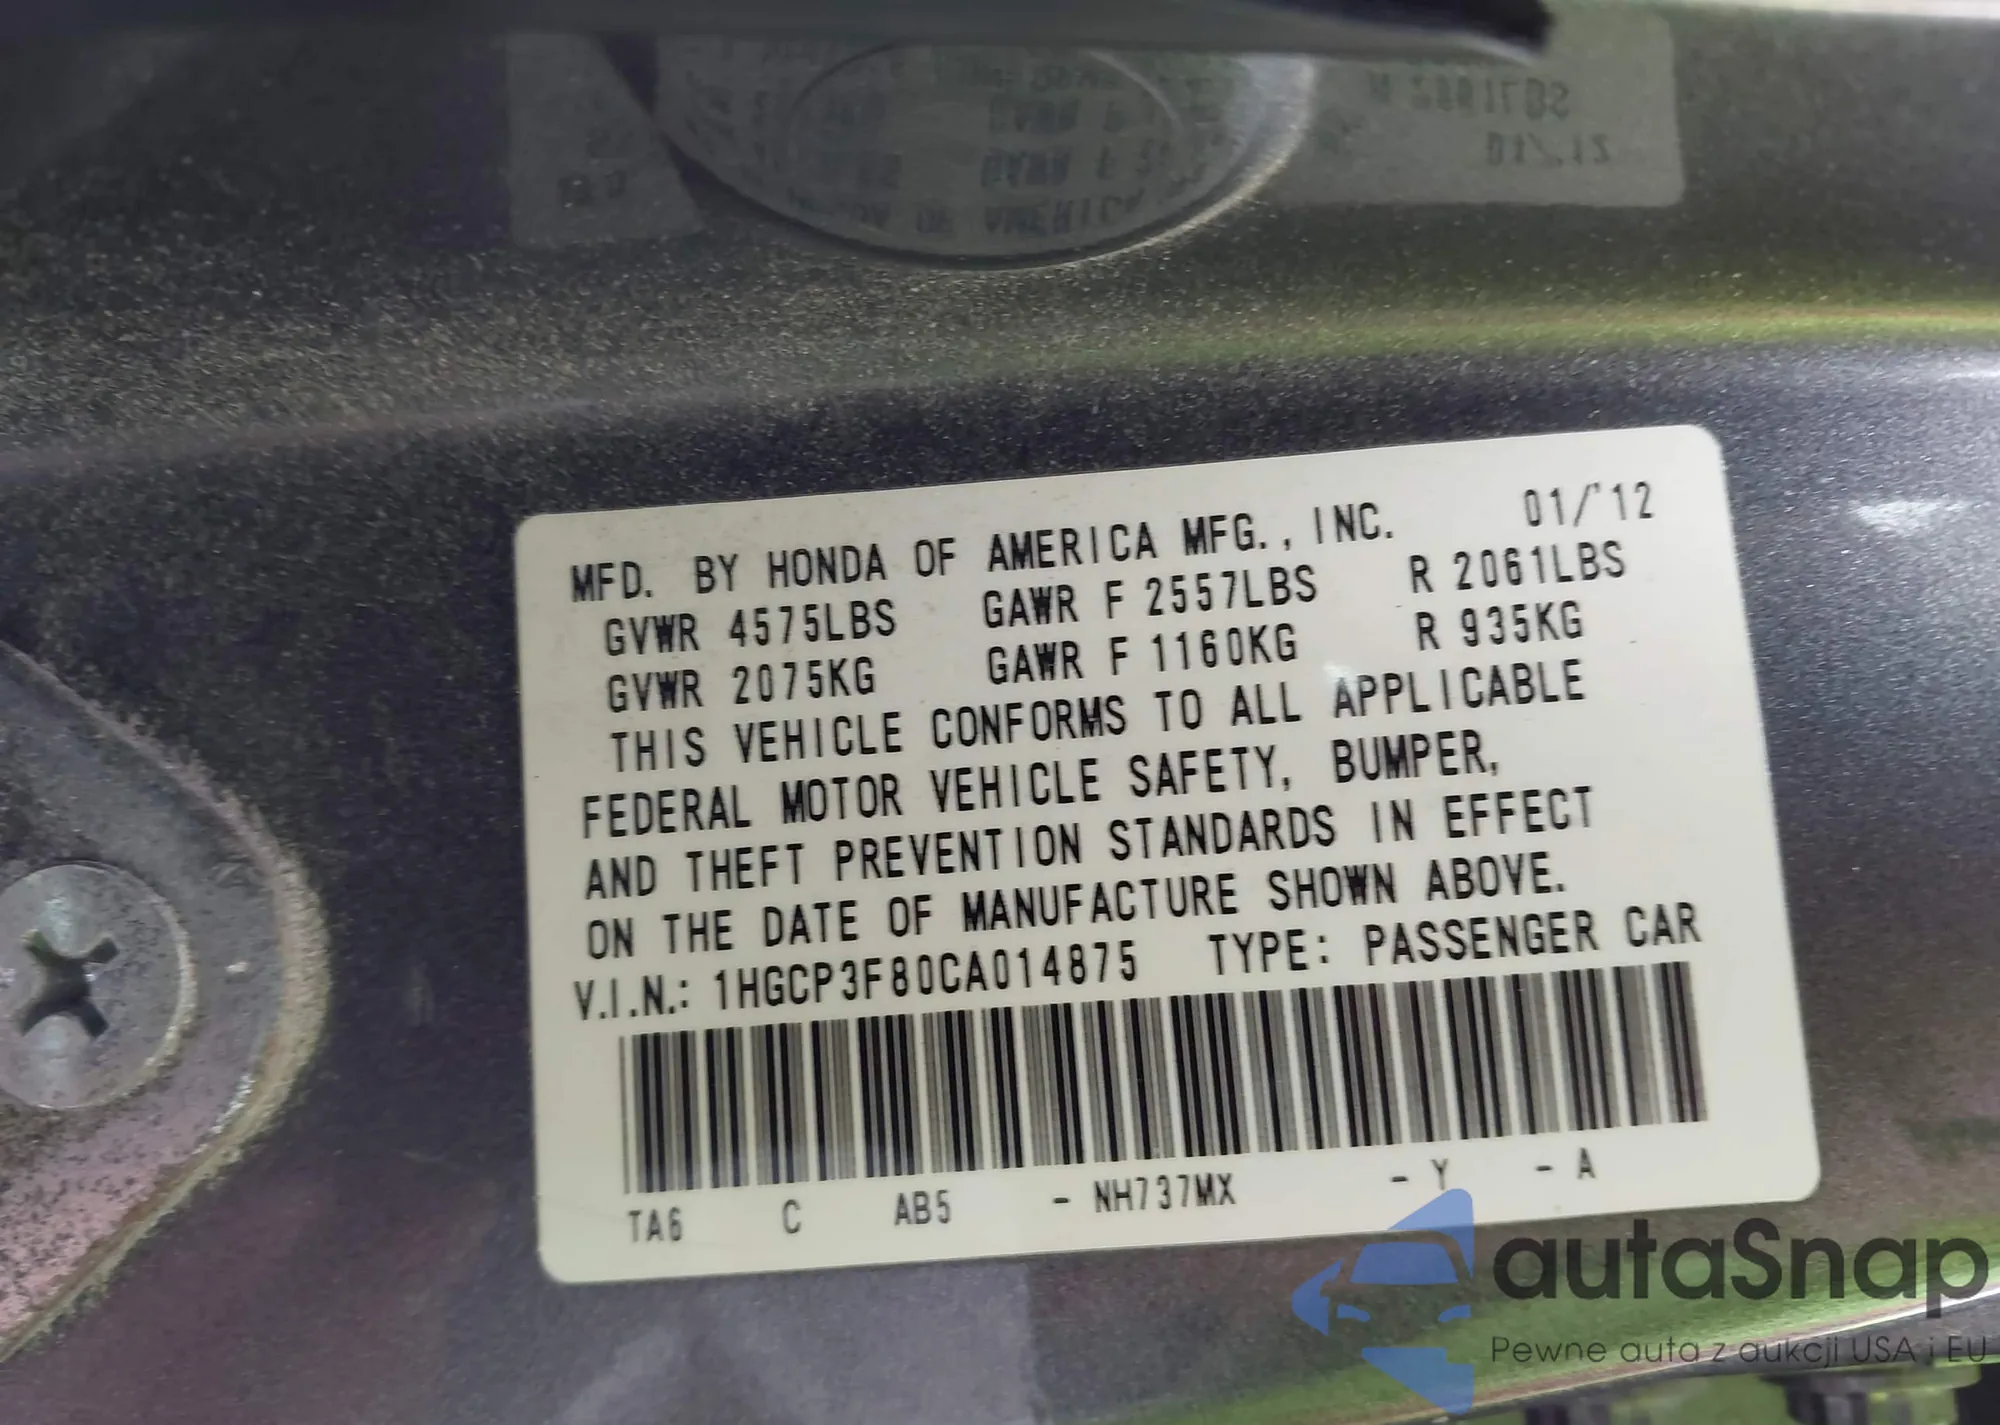 MFD. BY HONDA OF AMERICA MFG., INC. 01/'12
GVWR 4575LBS GAWR F 2557LBS R 2061LBS
GVWR 2075KG GAWR F 1160KG R 935KG
THIS VEHICLE CONFORMS TO ALL APPLICABLE
FEDERAL MOTOR VEHICLE SAFETY, BUMPER,
AND THEFT PREVENTION STANDARDS IN EFFECT
ON THE DATE OF MANUFACTURE SHOWN ABOVE.
V.I.N.: 1HGCP3F80CA014875 TYPE: PASSENGER CAR
TA6 C AB5 - NH737MX - Y - A
autaSnap
Pewne auta z aukcji USA i EU